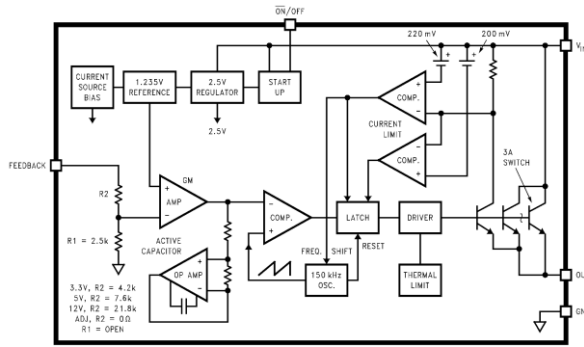 ON/OFF
220 mV
200 mV
CURRENT
SOURCE
BIAS
1.235V
REFERENCE
2.5V
REGULATOR
START
UP
2.5V
COMP.
CURRENT
LIMIT
COMP.
3A
SWITCH
FEEDBACK
R2
R1 = 2.5k
GM
AMP
COMP.
LATCH
DRIVER
ACTIVE
CAPACITOR
OP AMP
FREQ. SHIFT
RESET
150 kHz
OSC.
THERMAL
LIMIT
3.3V, R2 = 4.2k
5V, R2 = 7.6k
12V, R2 = 21.8k
ADJ, R2 = 0Ω
R1 = OPEN